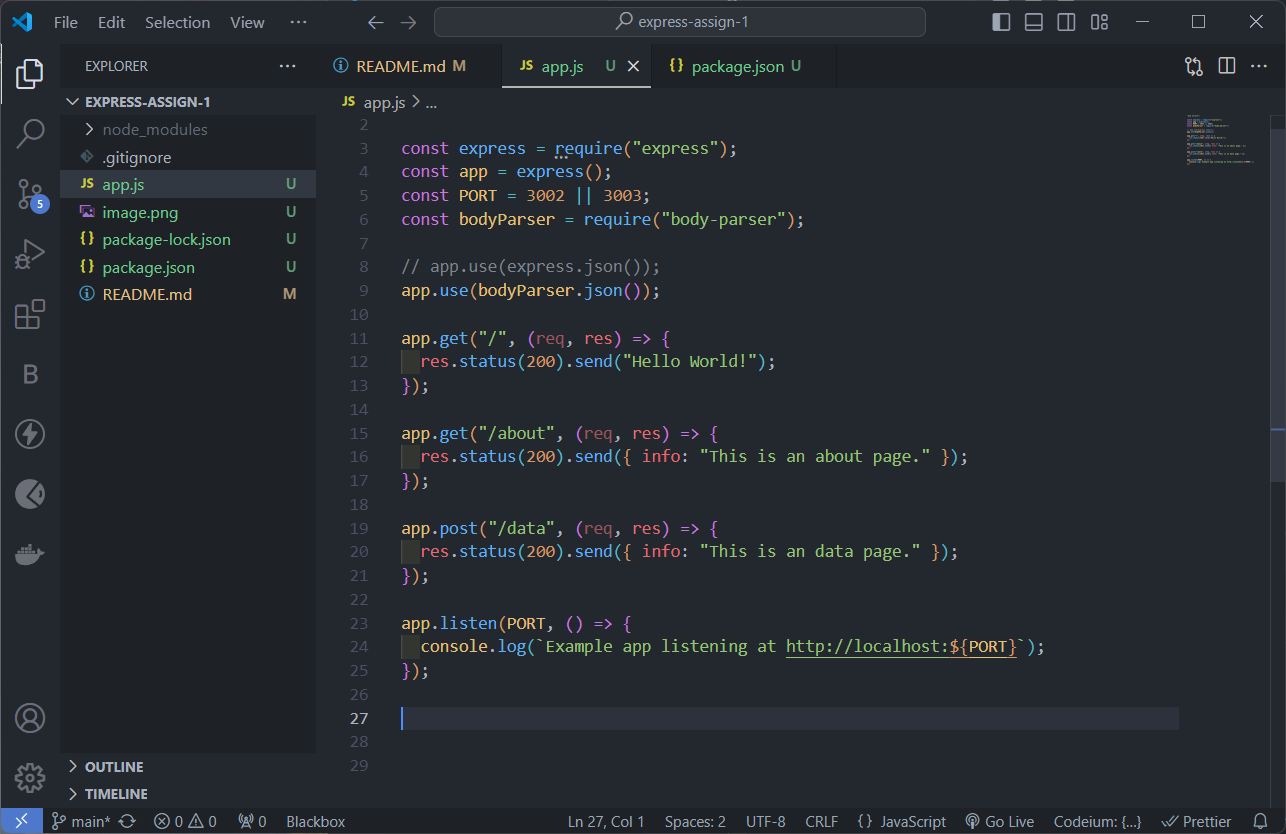 File Edit Selection View ··· express-assign-1
EXPLORER ···
README.md M
JS app.js U
{} package.json U
EXPRESS-ASSIGN-1
node_modules
.gitignore
JS app.js U
image.png U
{} package-lock.json U
{} package.json U
README.md M
5
B
OUTLINE
TIMELINE
JS app.js > ...
2
3 const express = require("express");
4 const app = express();
5 const PORT = 3002 || 3003;
6 const bodyParser = require("body-parser");
7
8 // app.use(express.json());
9 app.use(bodyParser.json());
10
11 app.get("/", (req, res) => {
12 res.status(200).send("Hello World!");
13 });
14
15 app.get("/about", (req, res) => {
16 res.status(200).send({ info: "This is an about page." });
17 });
18
19 app.post("/data", (req, res) => {
20 res.status(200).send({ info: "This is an data page." });
21 });
22
23 app.listen(PORT, () => {
24 console.log(`Example app listening at http://localhost:${PORT}`);
25 });
26
27
28
29
main* 0 0 0 Blackbox Ln 27, Col 1 Spaces: 2 UTF-8 CRLF {} JavaScript Go Live Codeium: {...} Prettier